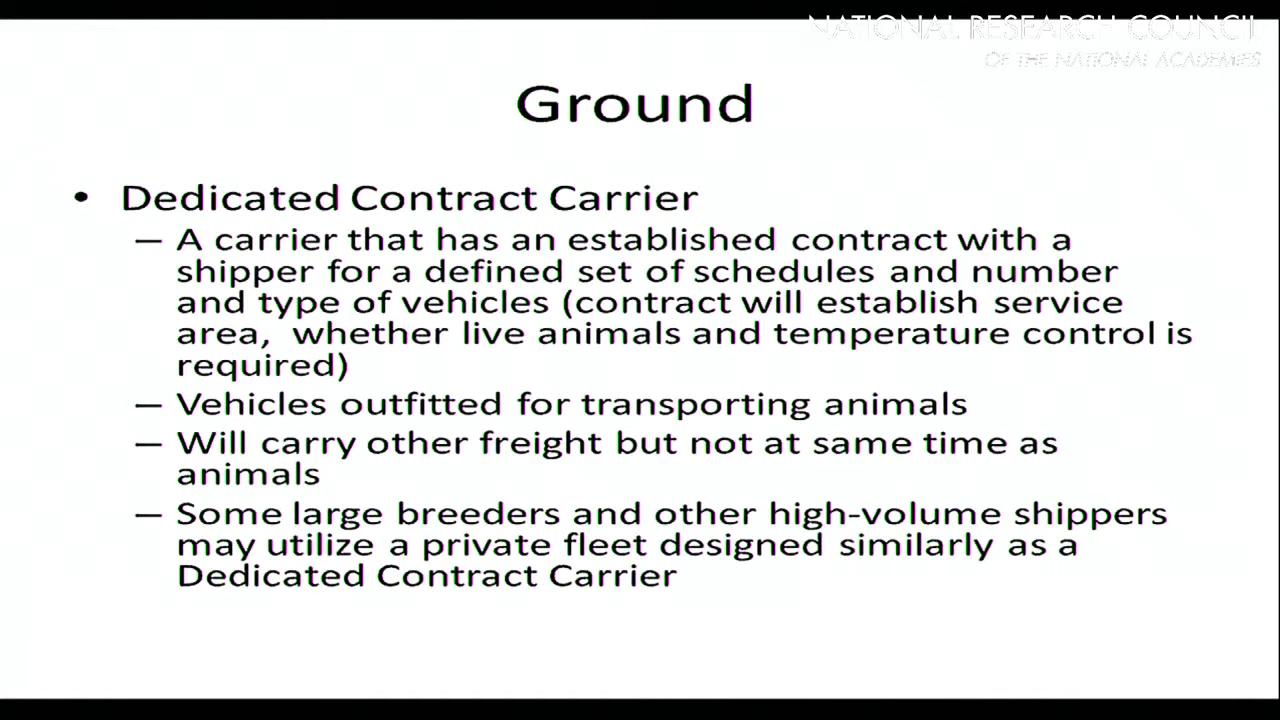 NATIONAL RESEARCH COUNCIL
OF THE NATIONAL ACADEMIES
Ground
• Dedicated Contract Carrier
– A carrier that has an established contract with a
shipper for a defined set of schedules and number
and type of vehicles (contract will establish service
area,  whether live animals and temperature control is
required)
– Vehicles outfitted for transporting animals
– Will carry other freight but not at same time as
animals
– Some large breeders and other high-volume shippers
may utilize a private fleet designed similarly as a
Dedicated Contract Carrier